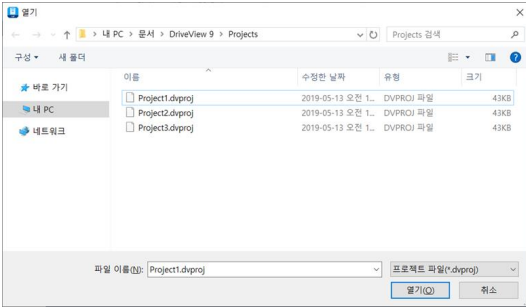 열기
내 PC > 문서 > DriveView 9 > Projects
Projects 검색
구성
새 폴더
이름 수정한 날짜 유형 크기
바로 가기
내 PC
네트워크
Project1.dvproj 2019-05-13 오전 1... DVPROJ 파일 43KB
Project2.dvproj 2019-05-13 오전 1... DVPROJ 파일 43KB
Project3.dvproj 2019-05-13 오전 1... DVPROJ 파일 43KB
파일 이름(N): Project1.dvproj 프로젝트 파일(*.dvproj)
열기(O) 취소